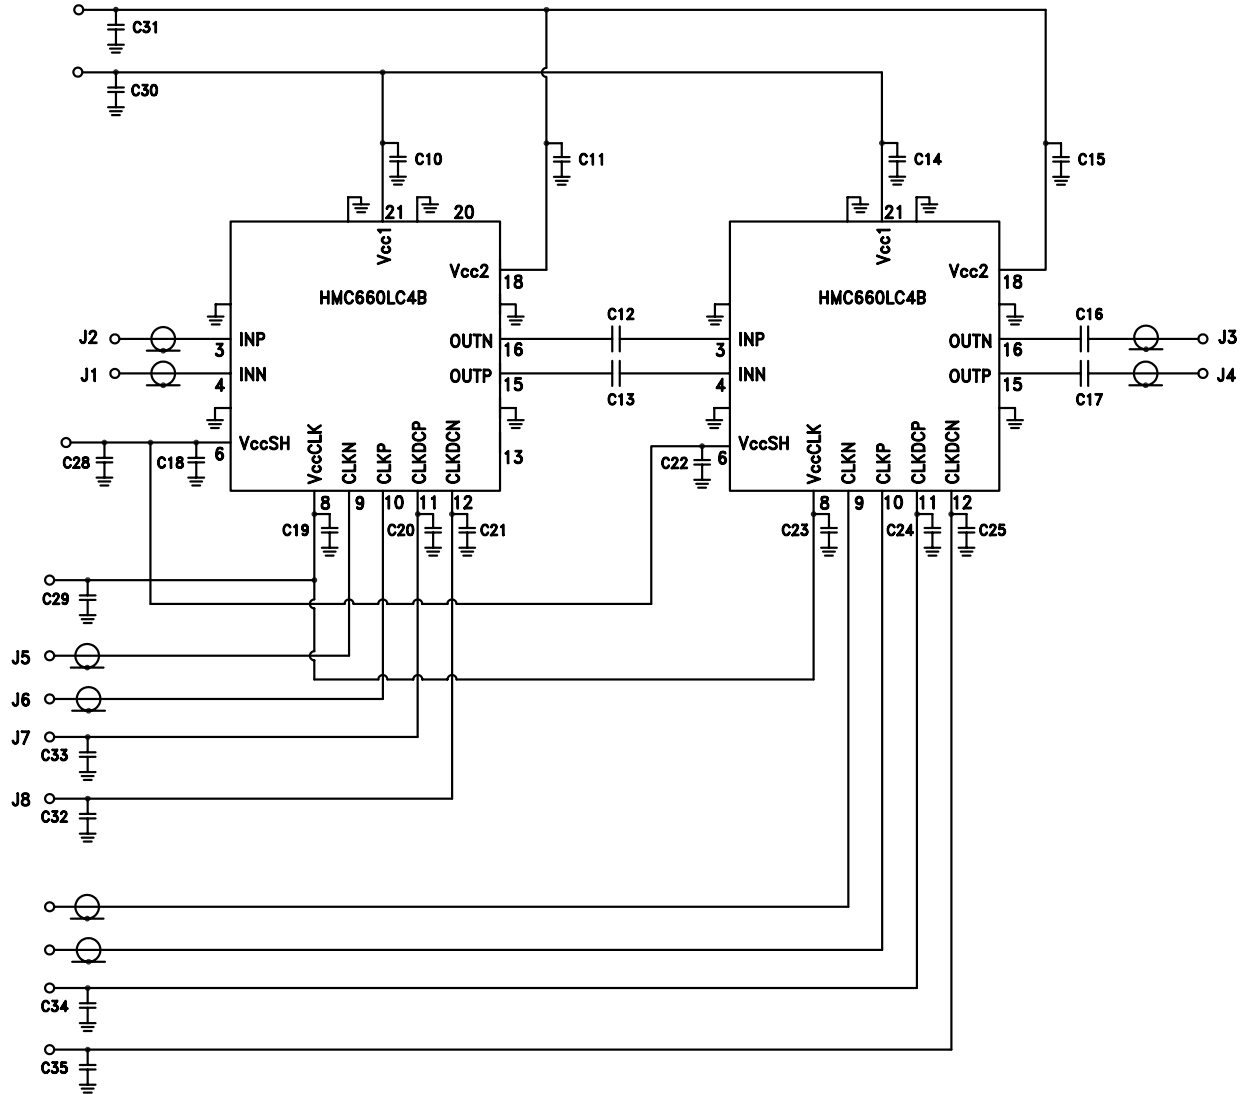 C31
C30
C10
C11
C14
C15
21
20
21
Vcc1
Vcc1
Vcc2
18
Vcc2
18
HMC660LC4B
HMC660LC4B
J2
3
INP
OUTN
16
C12
3
INP
OUTN
16
C16
J3
J1
4
INN
OUTP
15
C13
4
INN
OUTP
15
C17
J4
VccSH
6
C28
C18
VccCLK
CLKN
CLKP
CLKDCP
CLKDCN
13
VccSH
6
C22
VccCLK
CLKN
CLKP
CLKDCP
CLKDCN
8
9
10
11
12
8
9
10
11
12
C19
C20
C21
C23
C24
C25
C29
J5
J6
J7
C33
J8
C32
C34
C35